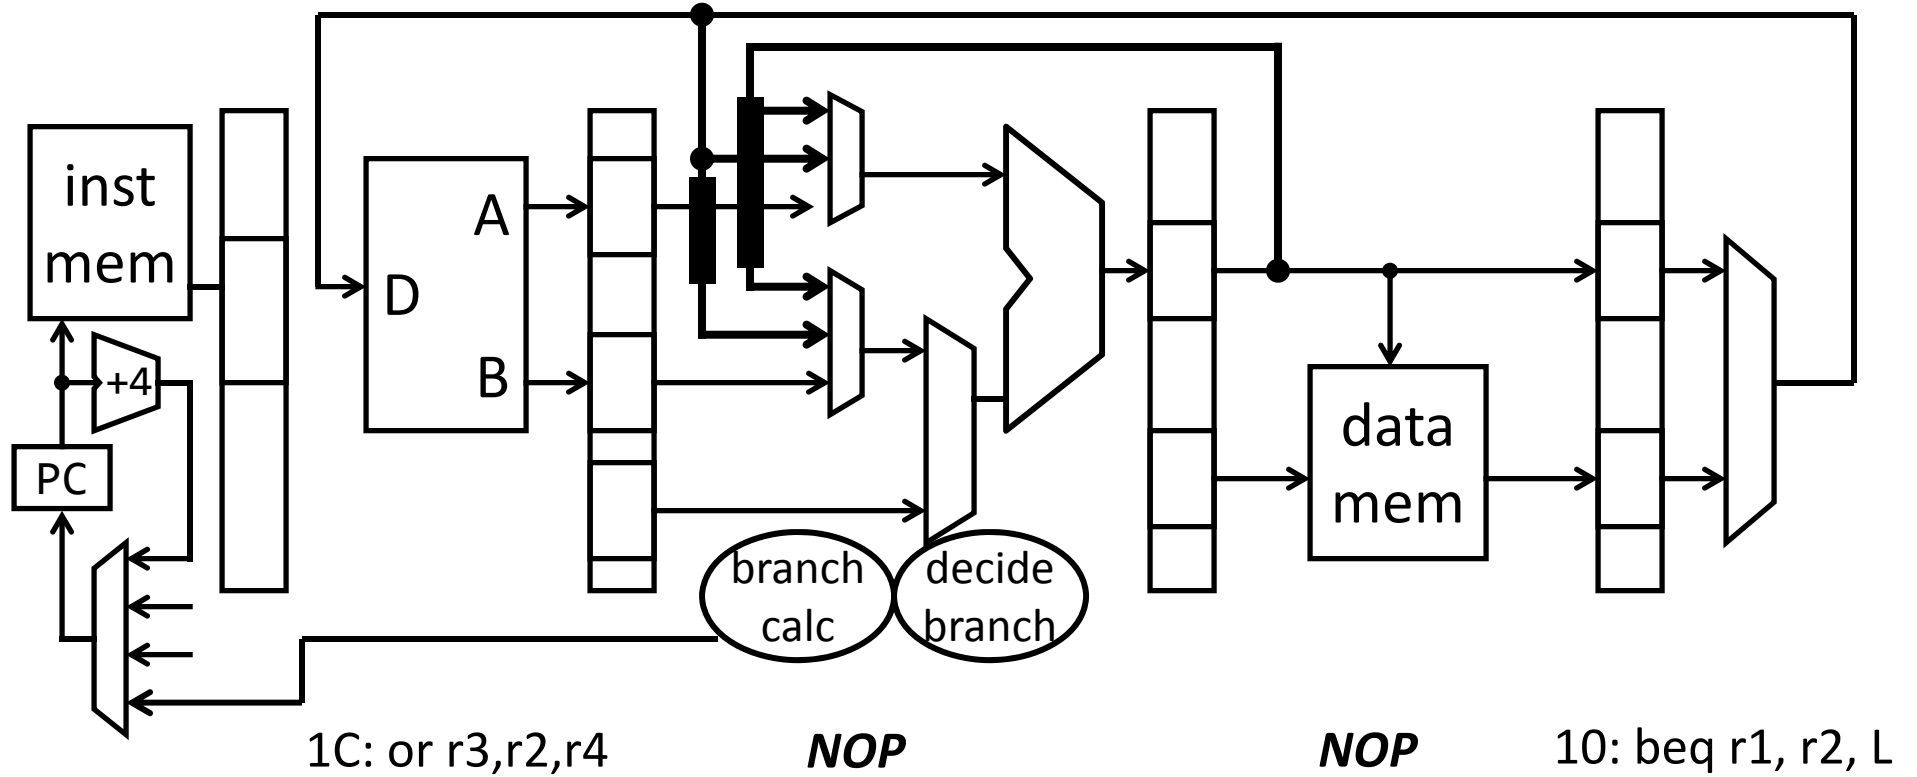 inst
mem
+4
PC
D
A
B
branch
calc
decide
branch
data
mem
1C: or r3,r2,r4
NOP
NOP
10: beq r1, r2, L